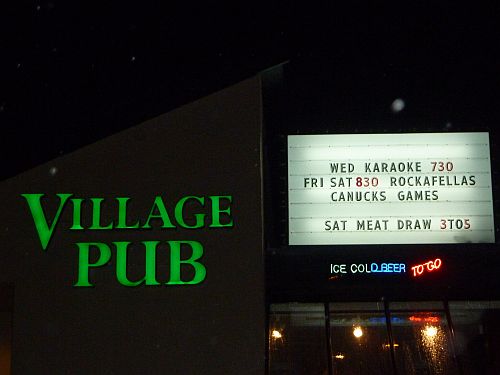 VILLAGE
PUB
WED KARAOKE 730
FRI SAT 830 ROCKAFELLAS
CANUCKS GAMES
SAT MEAT DRAW 3TO5
ICE COLD BEER TO GO